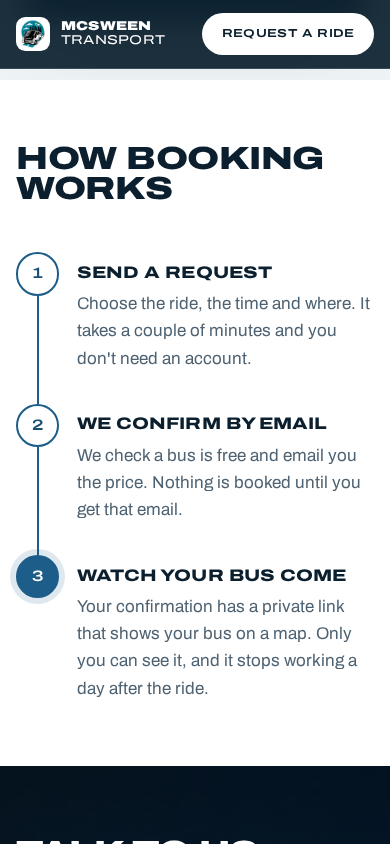 MCSWEEN
TRANSPORT
REQUEST A RIDE
HOW BOOKING
WORKS
1
SEND A REQUEST
Choose the ride, the time and where. It
takes a couple of minutes and you
don't need an account.
2
WE CONFIRM BY EMAIL
We check a bus is free and email you
the price. Nothing is booked until you
get that email.
3
WATCH YOUR BUS COME
Your confirmation has a private link
that shows your bus on a map. Only
you can see it, and it stops working a
day after the ride.
TALK TO US